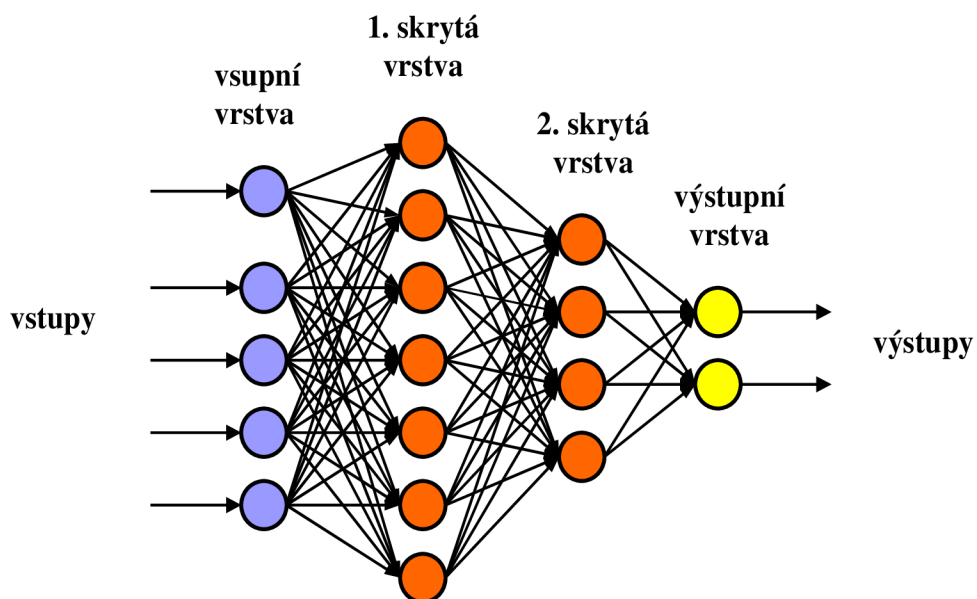 1. skrytá
vrstva
vsupní
vrstva
2. skrytá
vrstva
výstupní
vrstva
vstupy
výstupy